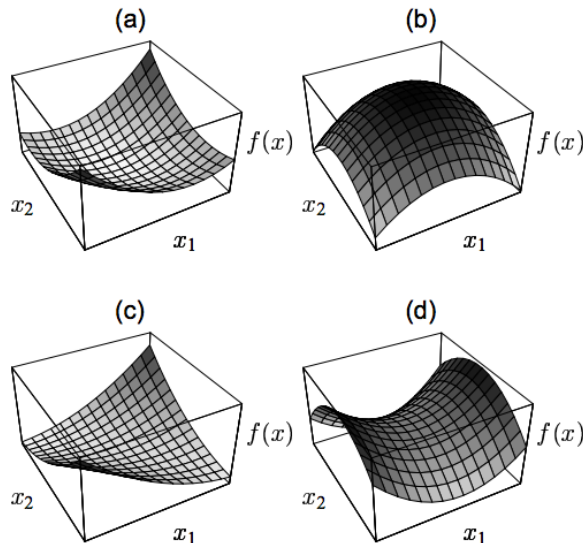 (a)
(b)
f(x)
f(x)
x₂
x₂
x₁
x₁
(c)
(d)
f(x)
f(x)
x₂
x₂
x₁
x₁